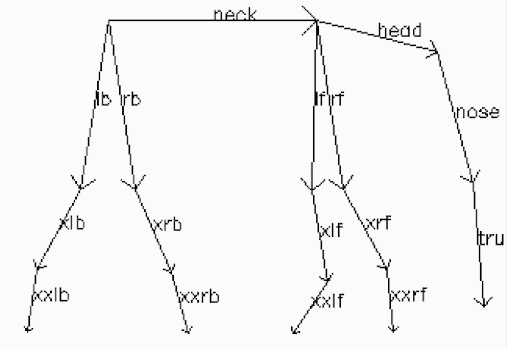 neck
head
lb rb lf rf
nose
xlb xrb xlf xrf
tru
xxlb xxrb xxlf xxrf